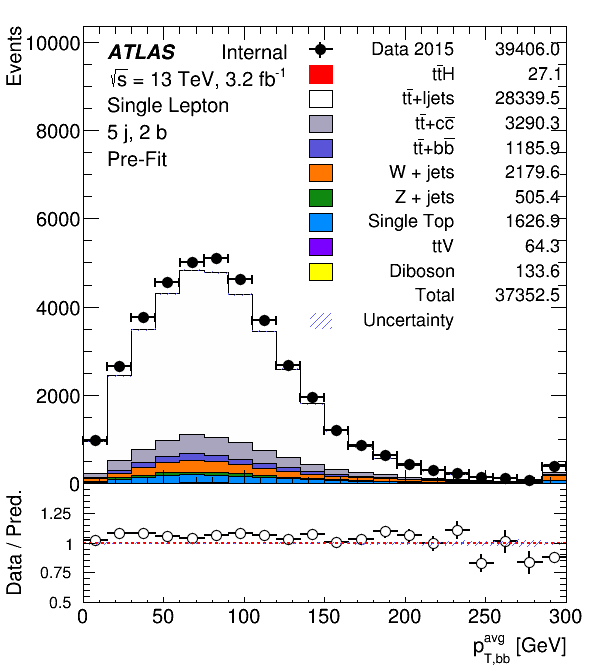 Events
10000
8000
6000
4000
2000
0
ATLAS Internal
√s = 13 TeV, 3.2 fb⁻¹
Single Lepton
5 j, 2 b
Pre-Fit
Data 2015 39406.0
tt̄H 27.1
tt̄+ljets 28339.5
tt̄+cc̄ 3290.3
tt̄+bb̄ 1185.9
W + jets 2179.6
Z + jets 505.4
Single Top 1626.9
ttV 64.3
Diboson 133.6
Total 37352.5
Uncertainty
Data / Pred.
1.25
1
0.75
0.5
0 50 100 150 200 250 300
p_{T,bb}^{avg} [GeV]